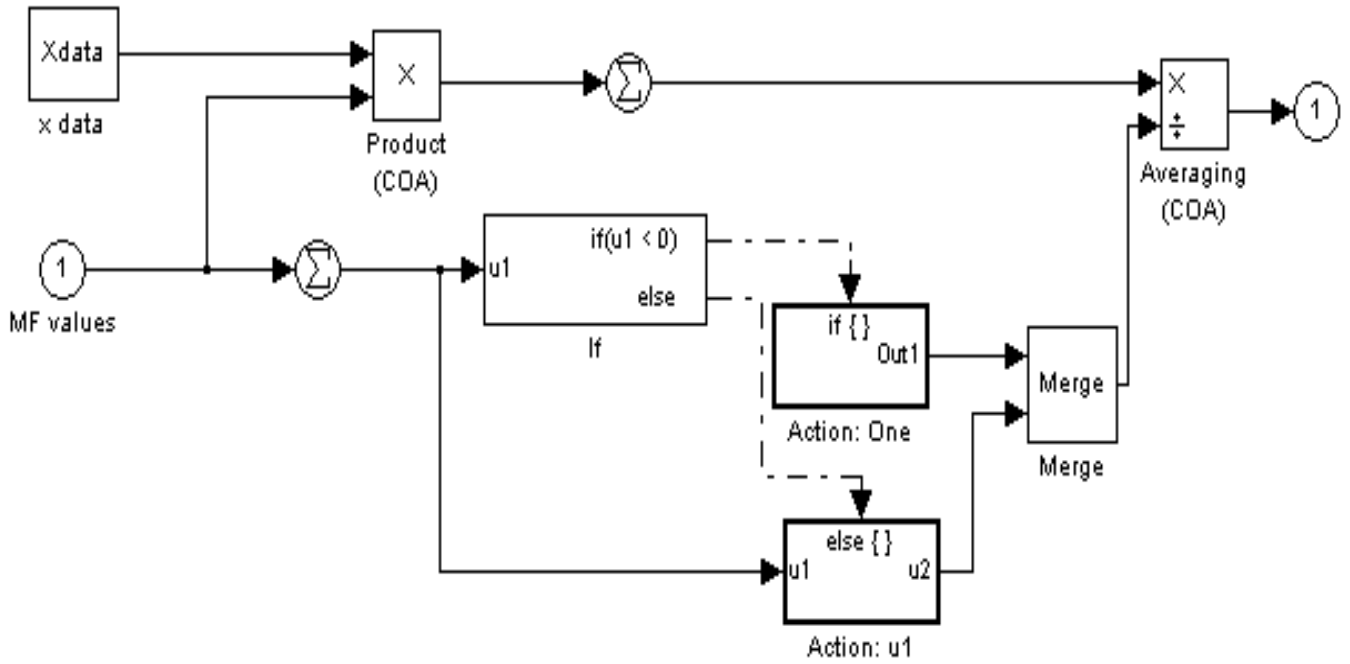 Xdata
x data
X
Product
(COA)
Σ
X
÷
Averaging
(COA)
1
1
MF values
Σ
u1
if(u1 < 0)
else
If
if { }
Out1
Action: One
Merge
Merge
else { }
u1
u2
Action: u1